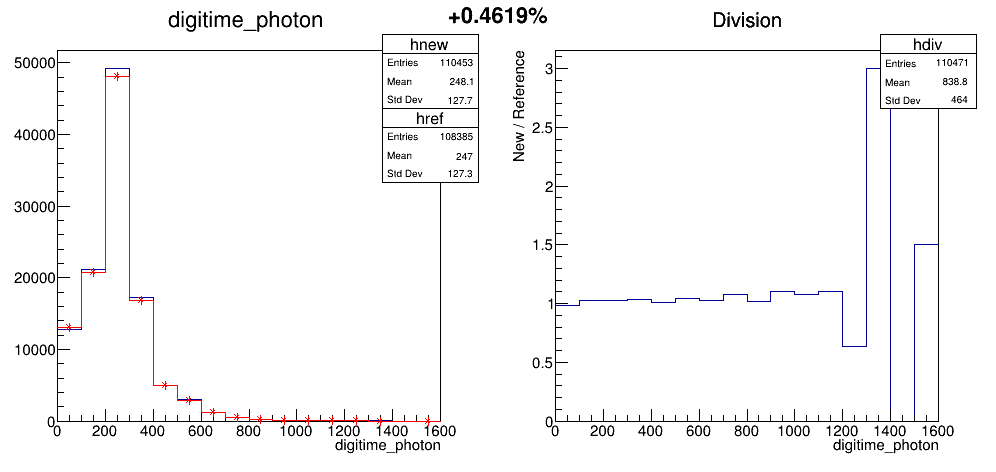 +0.4619%
digitime_photon
hnew
Entries 110453
Mean 248.1
Std Dev 127.7
href
Entries 108385
Mean 247
Std Dev 127.3
50000
40000
30000
20000
10000
0
0 200 400 600 800 1000 1200 1400 1600
digitime_photon
Division
hdiv
Entries 110471
Mean 838.8
Std Dev 464
New / Reference
3
2.5
2
1.5
1
0.5
0
0 200 400 600 800 1000 1200 1400 1600
digitime_photon